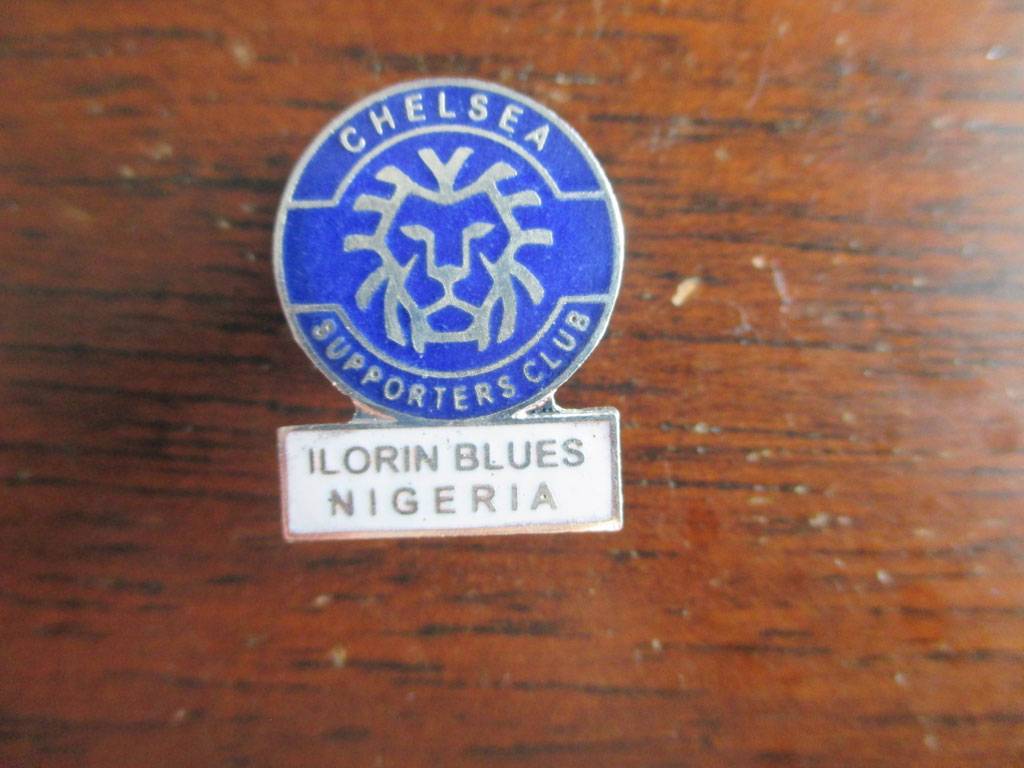 CHELSEA
SUPPORTERS CLUB
ILORIN BLUES
NIGERIA